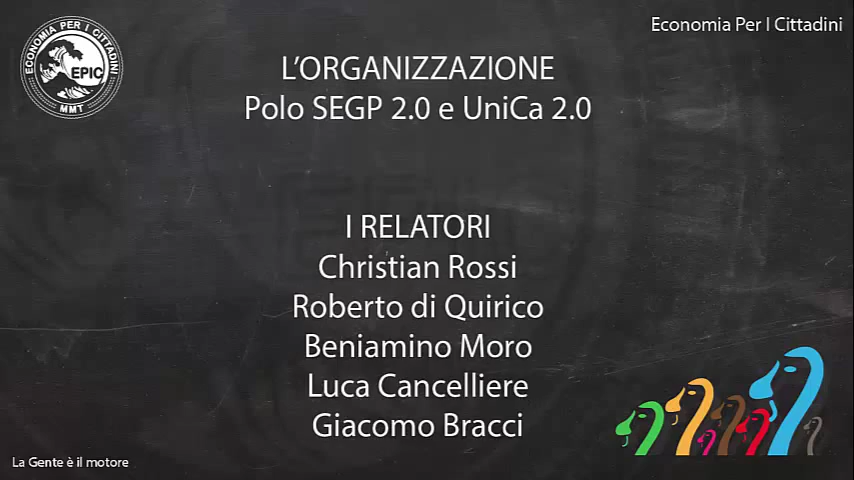 ECONOMIA PER I CITTADINI
EPIC
MMT
Economia Per I Cittadini
L'ORGANIZZAZIONE
Polo SEGP 2.0 e UniCa 2.0
I RELATORI
Christian Rossi
Roberto di Quirico
Beniamino Moro
Luca Cancelliere
Giacomo Bracci
La Gente è il motore